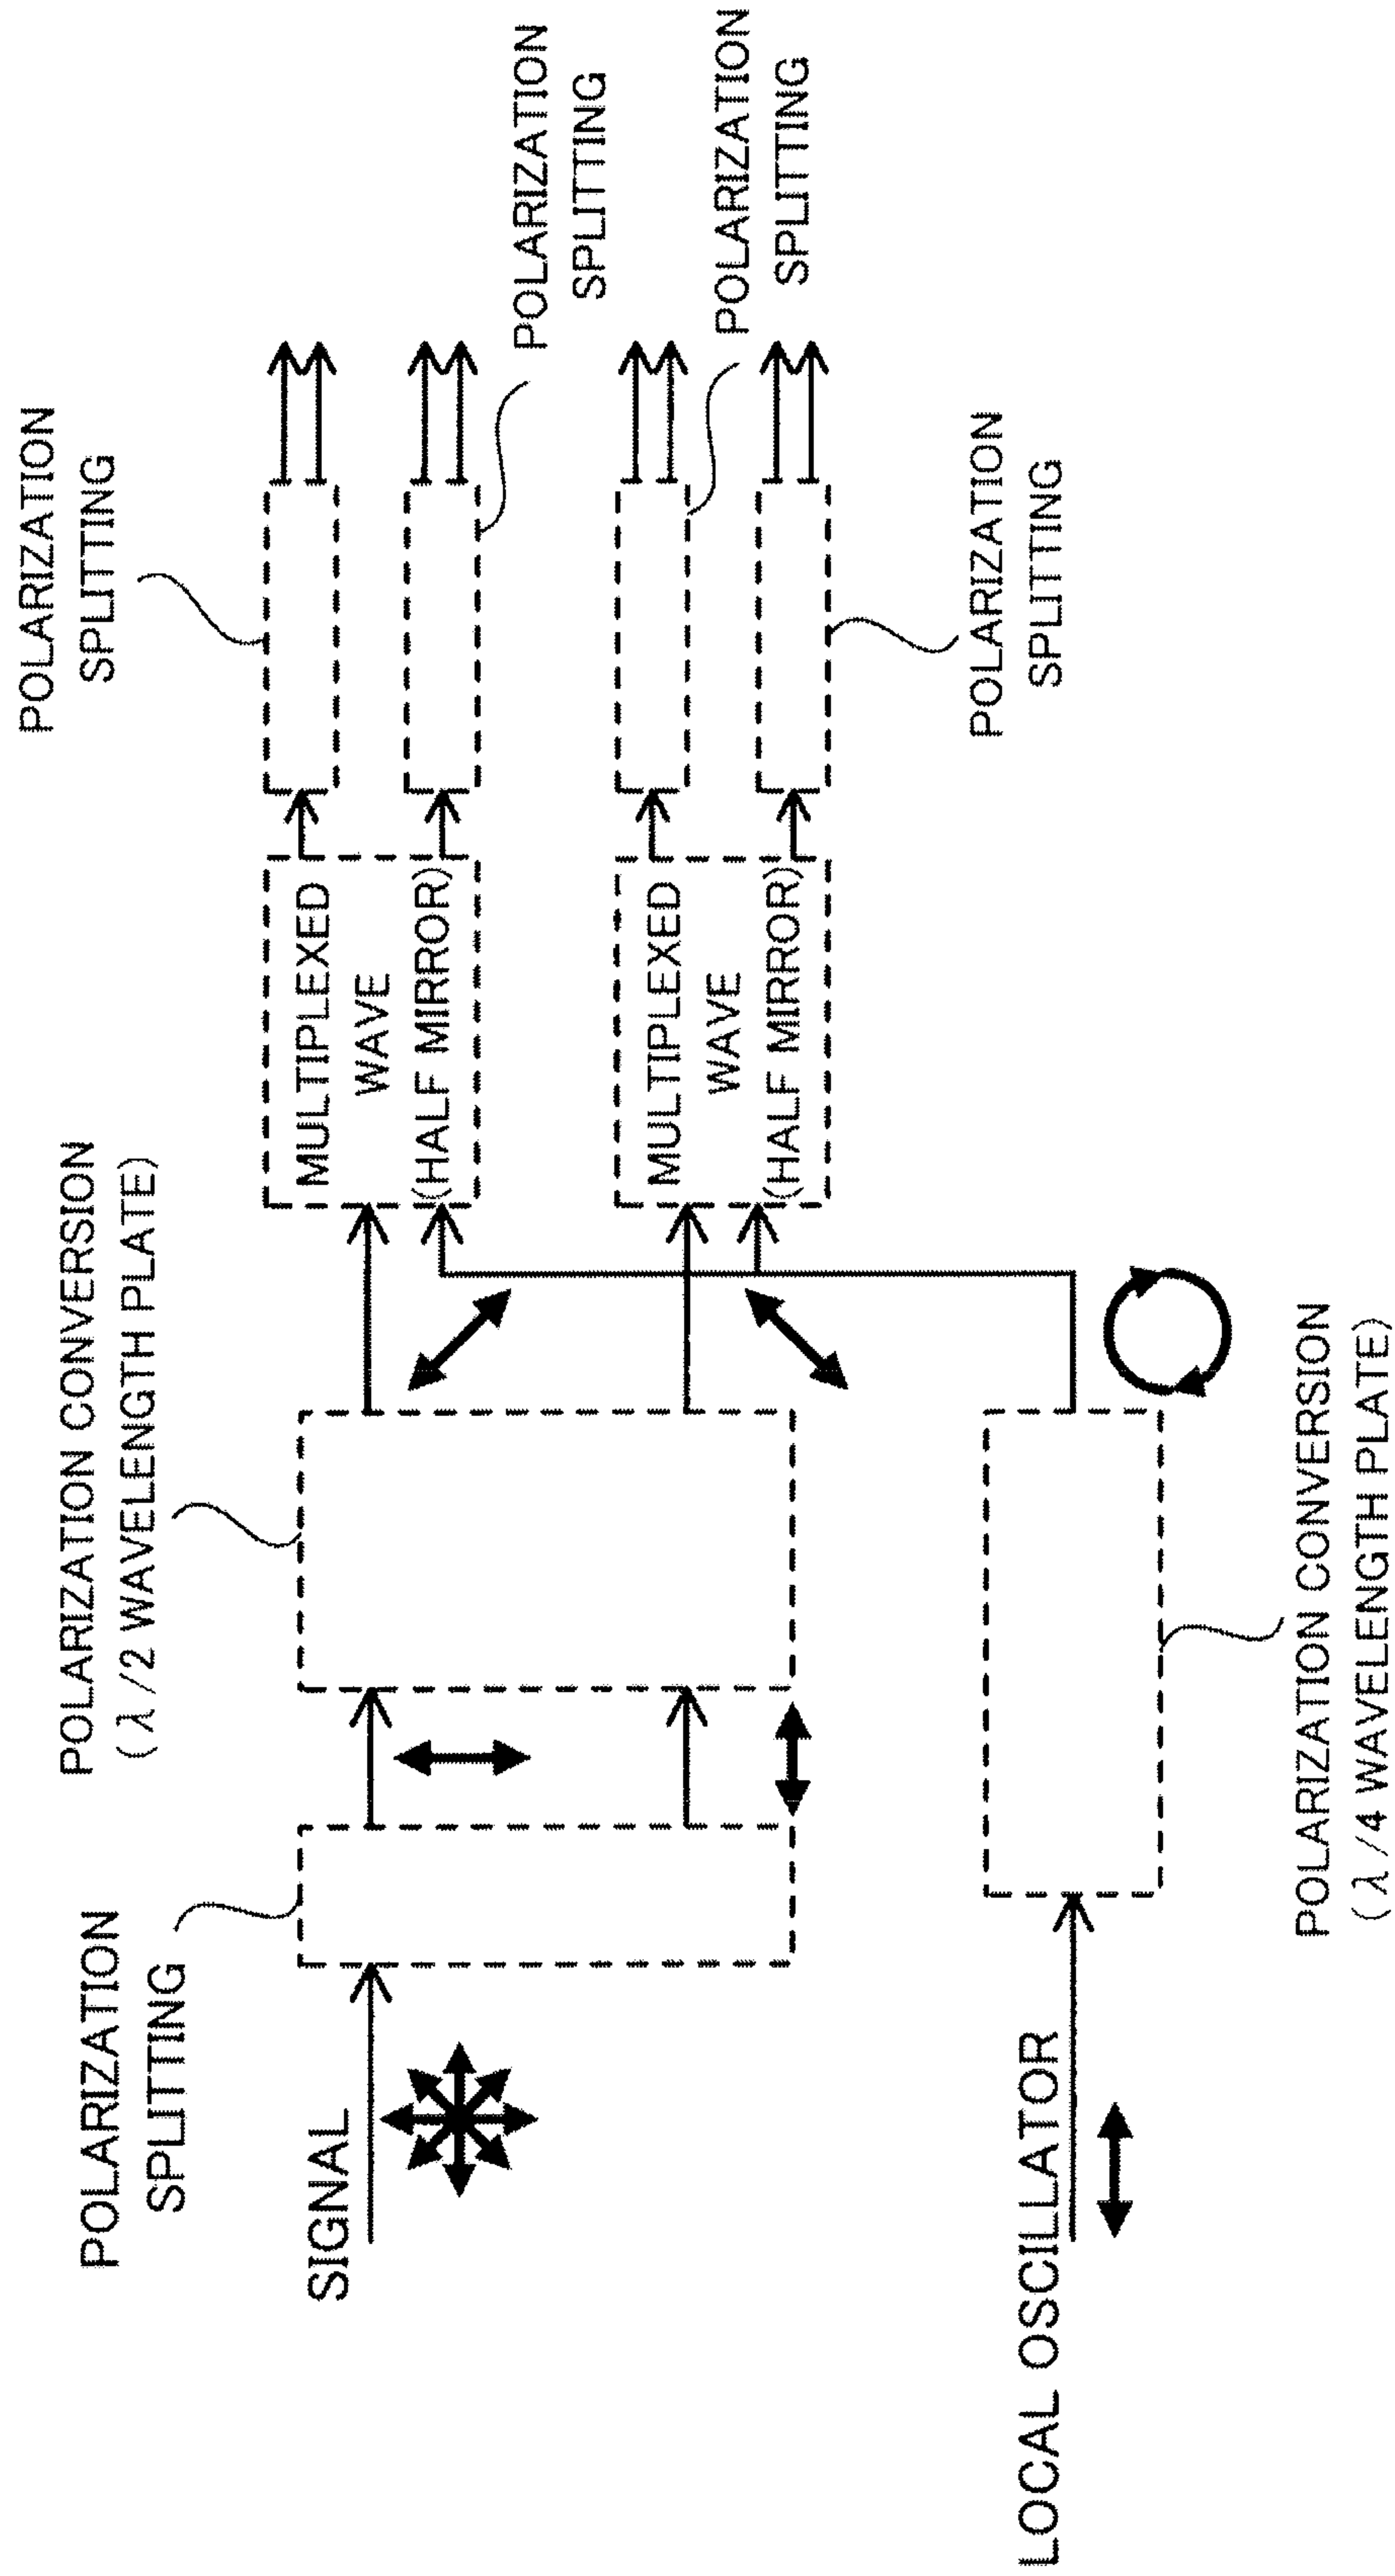 POLARIZATION
SPLITTING
SIGNAL
LOCAL OSCILLATOR
POLARIZATION CONVERSION
( λ /2 WAVELENGTH PLATE)
POLARIZATION CONVERSION
( λ /4 WAVELENGTH PLATE)
MULTIPLEXED
WAVE
(HALF MIRROR)
MULTIPLEXED
WAVE
(HALF MIRROR)
POLARIZATION
SPLITTING
POLARIZATION
SPLITTING
POLARIZATION
SPLITTING
POLARIZATION
SPLITTING